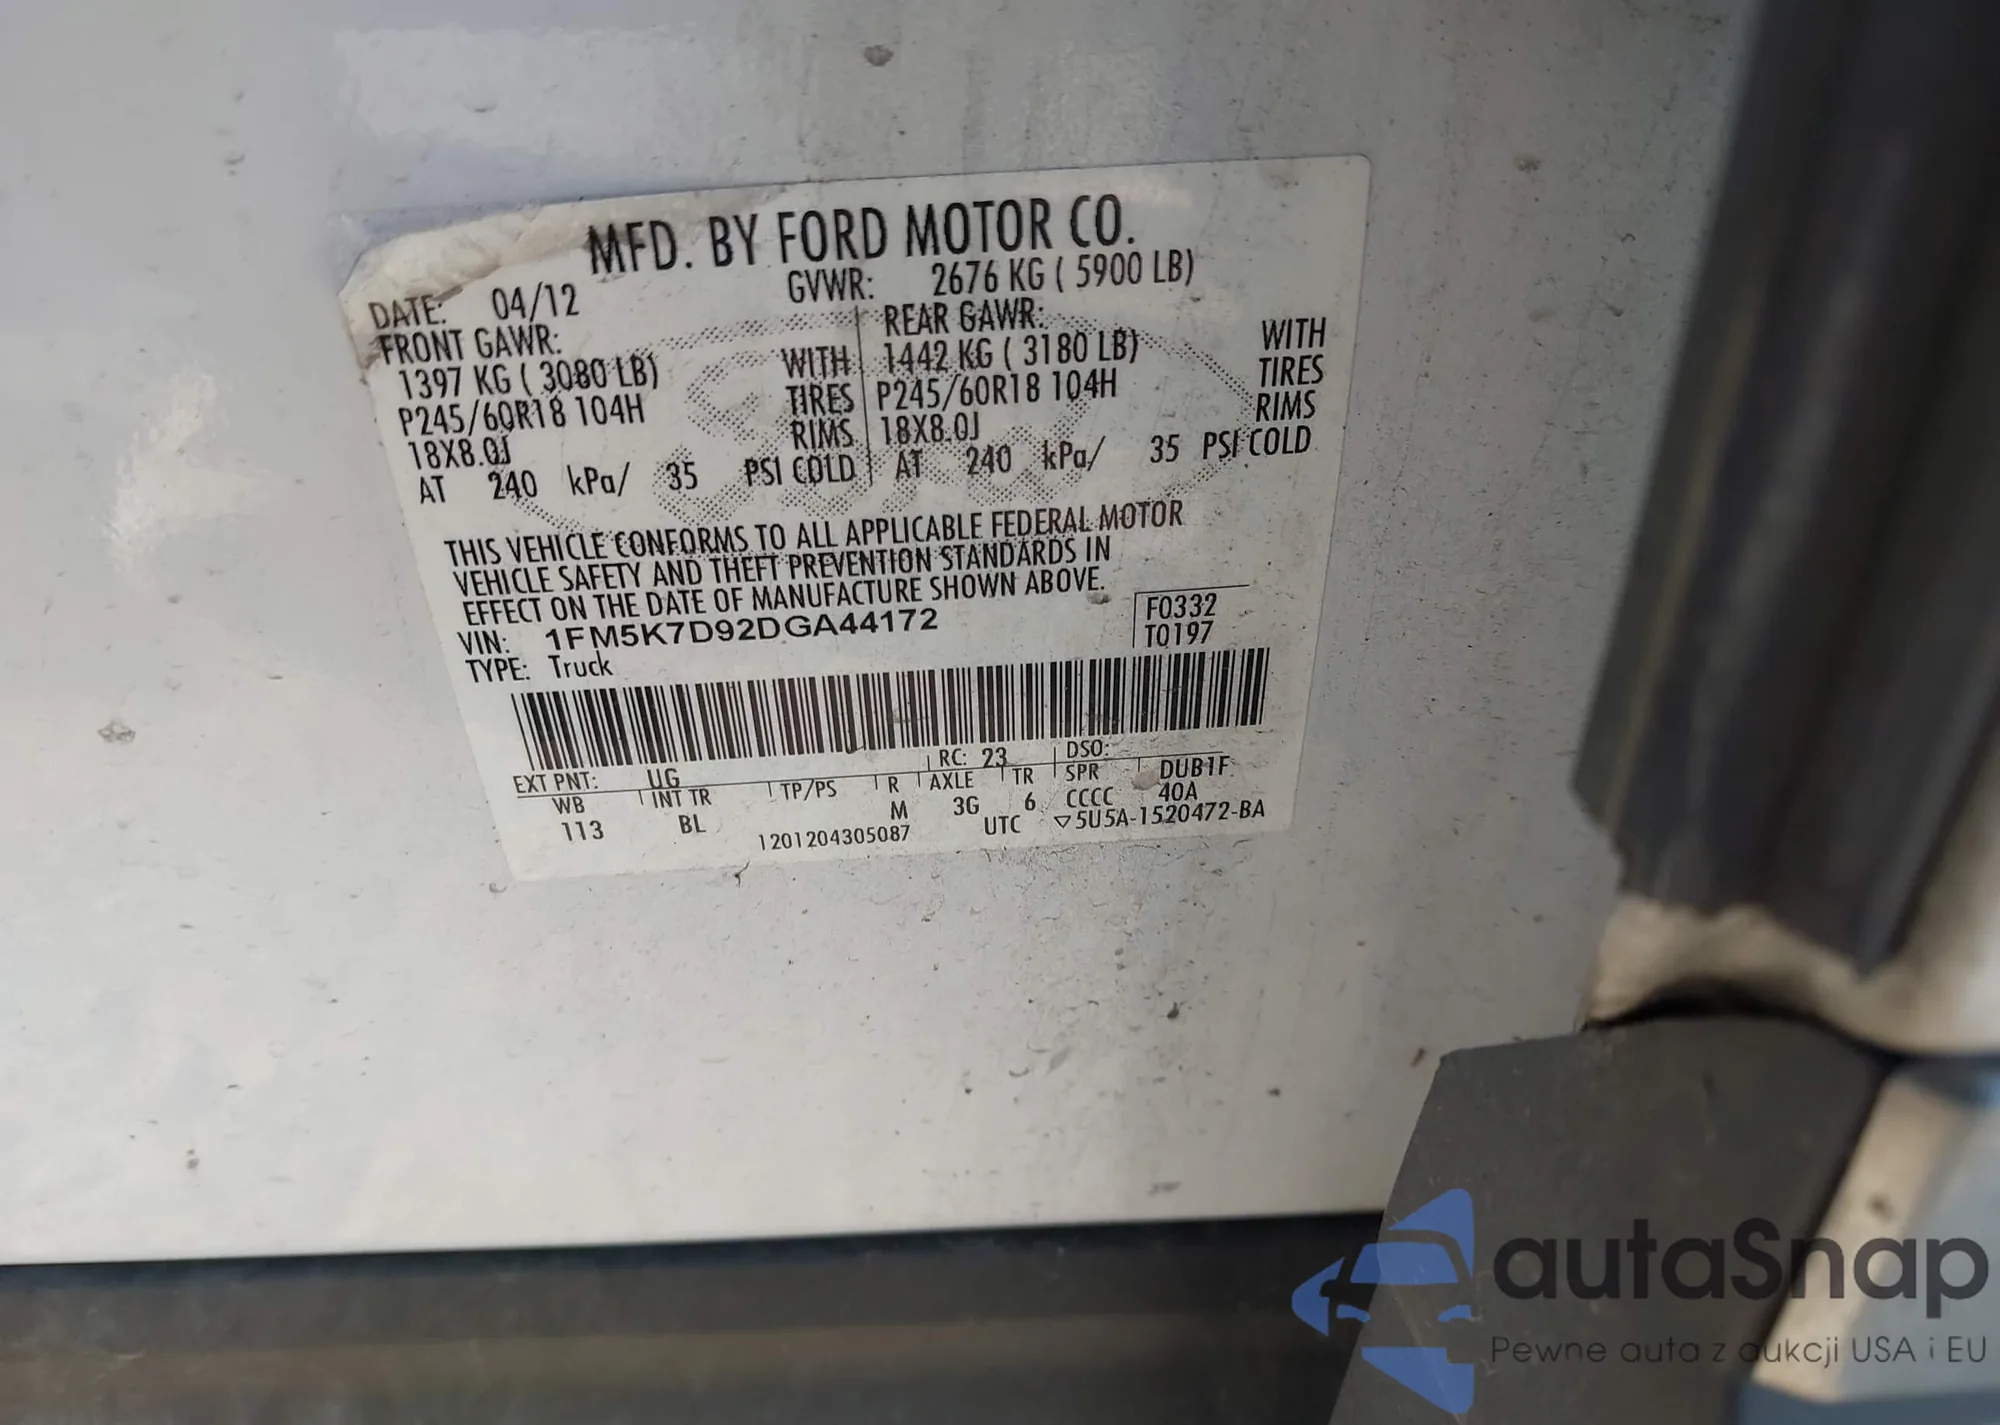 MFD. BY FORD MOTOR CO.
DATE: 04/12 GVWR: 2676 KG ( 5900 LB)
FRONT GAWR: REAR GAWR:
1397 KG ( 3080 LB) WITH 1442 KG ( 3180 LB) WITH
P245/60R18 104H TIRES P245/60R18 104H TIRES
18X8.0J RIMS 18X8.0J RIMS
AT 240 kPa/ 35 PSI COLD AT 240 kPa/ 35 PSI COLD
THIS VEHICLE CONFORMS TO ALL APPLICABLE FEDERAL MOTOR
VEHICLE SAFETY AND THEFT PREVENTION STANDARDS IN
EFFECT ON THE DATE OF MANUFACTURE SHOWN ABOVE.
VIN: 1FM5K7D92DGA44172 F0332
TYPE: Truck T0197
EXT PNT: UG RC: 23 DSO:
WB INT TR TP/PS R AXLE TR SPR DUB1F
113 BL M 3G 6 CCCC 40A
1201204305087 UTC ▽5U5A-1520472-BA
autaSnap
Pewne auta z aukcji USA i EU